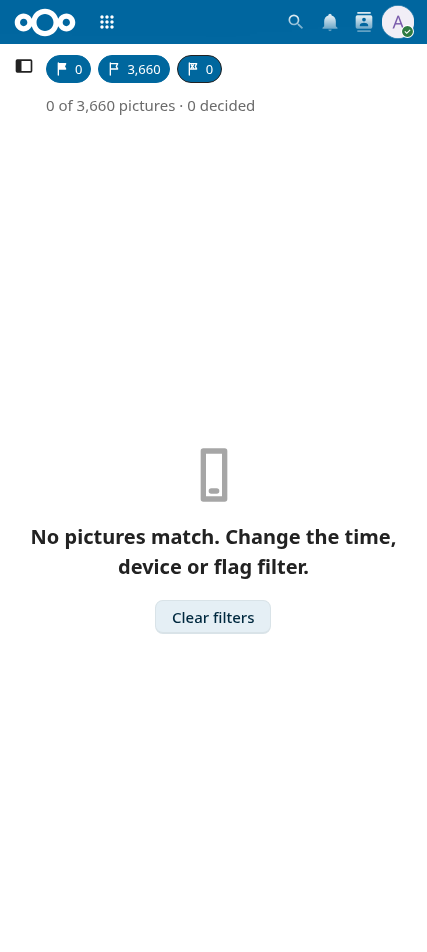 A
0
3,660
0
0 of 3,660 pictures · 0 decided
No pictures match. Change the time,
device or flag filter.
Clear filters